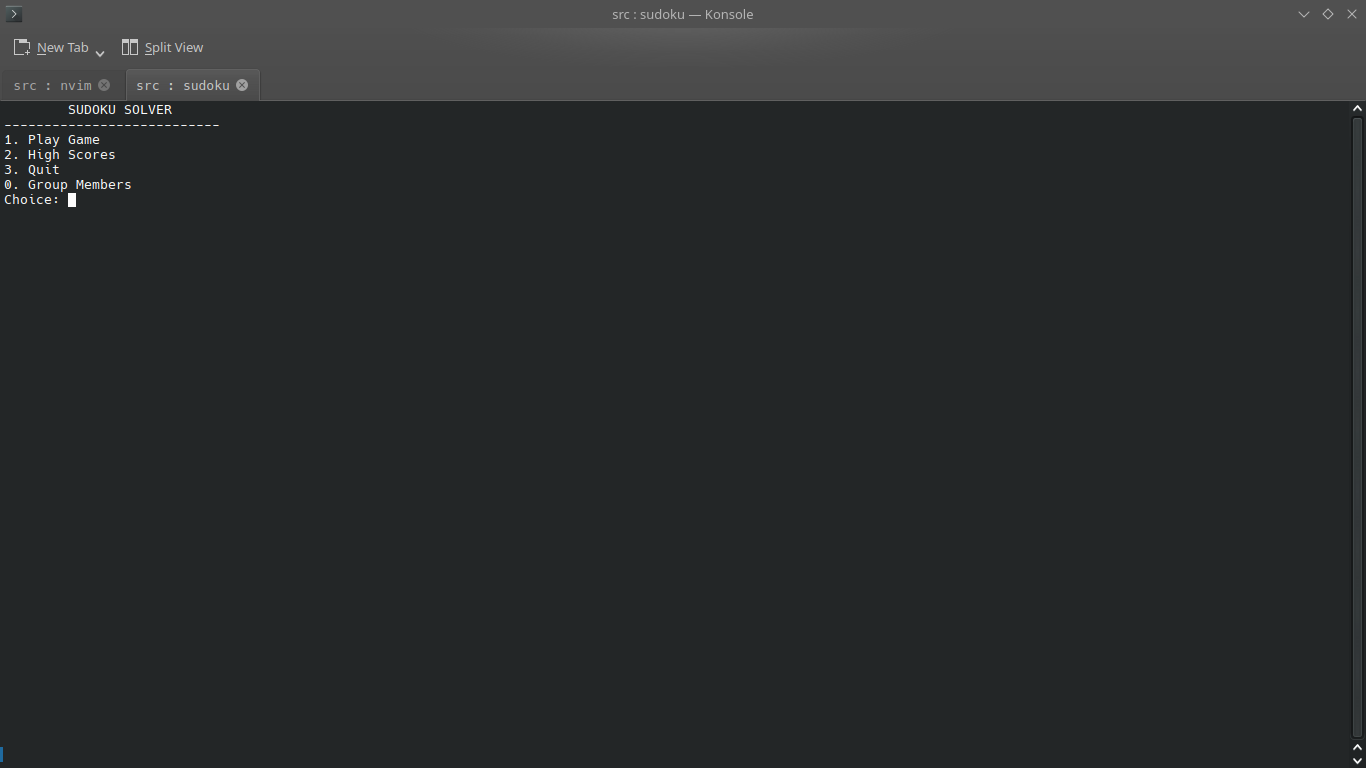 src : sudoku — Konsole
New Tab Split View
src : nvim src : sudoku
SUDOKU SOLVER
---------------------------
1. Play Game
2. High Scores
3. Quit
0. Group Members
Choice: